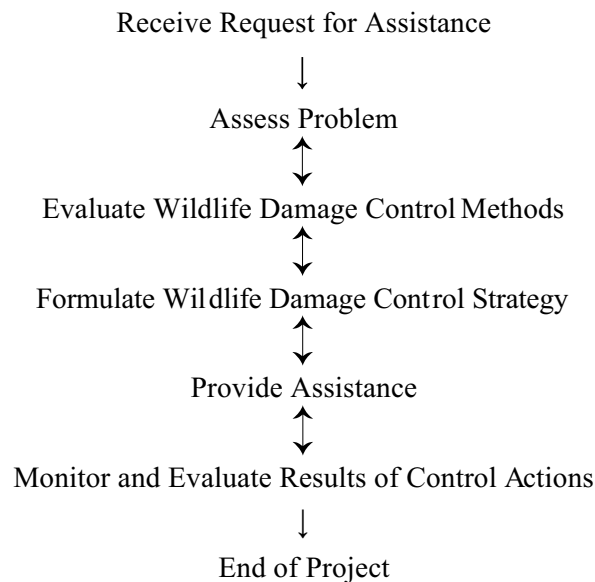 Receive Request for Assistance
Assess Problem
Evaluate Wildlife Damage Control Methods
Formulate Wildlife Damage Control Strategy
Provide Assistance
Monitor and Evaluate Results of Control Actions
End of Project